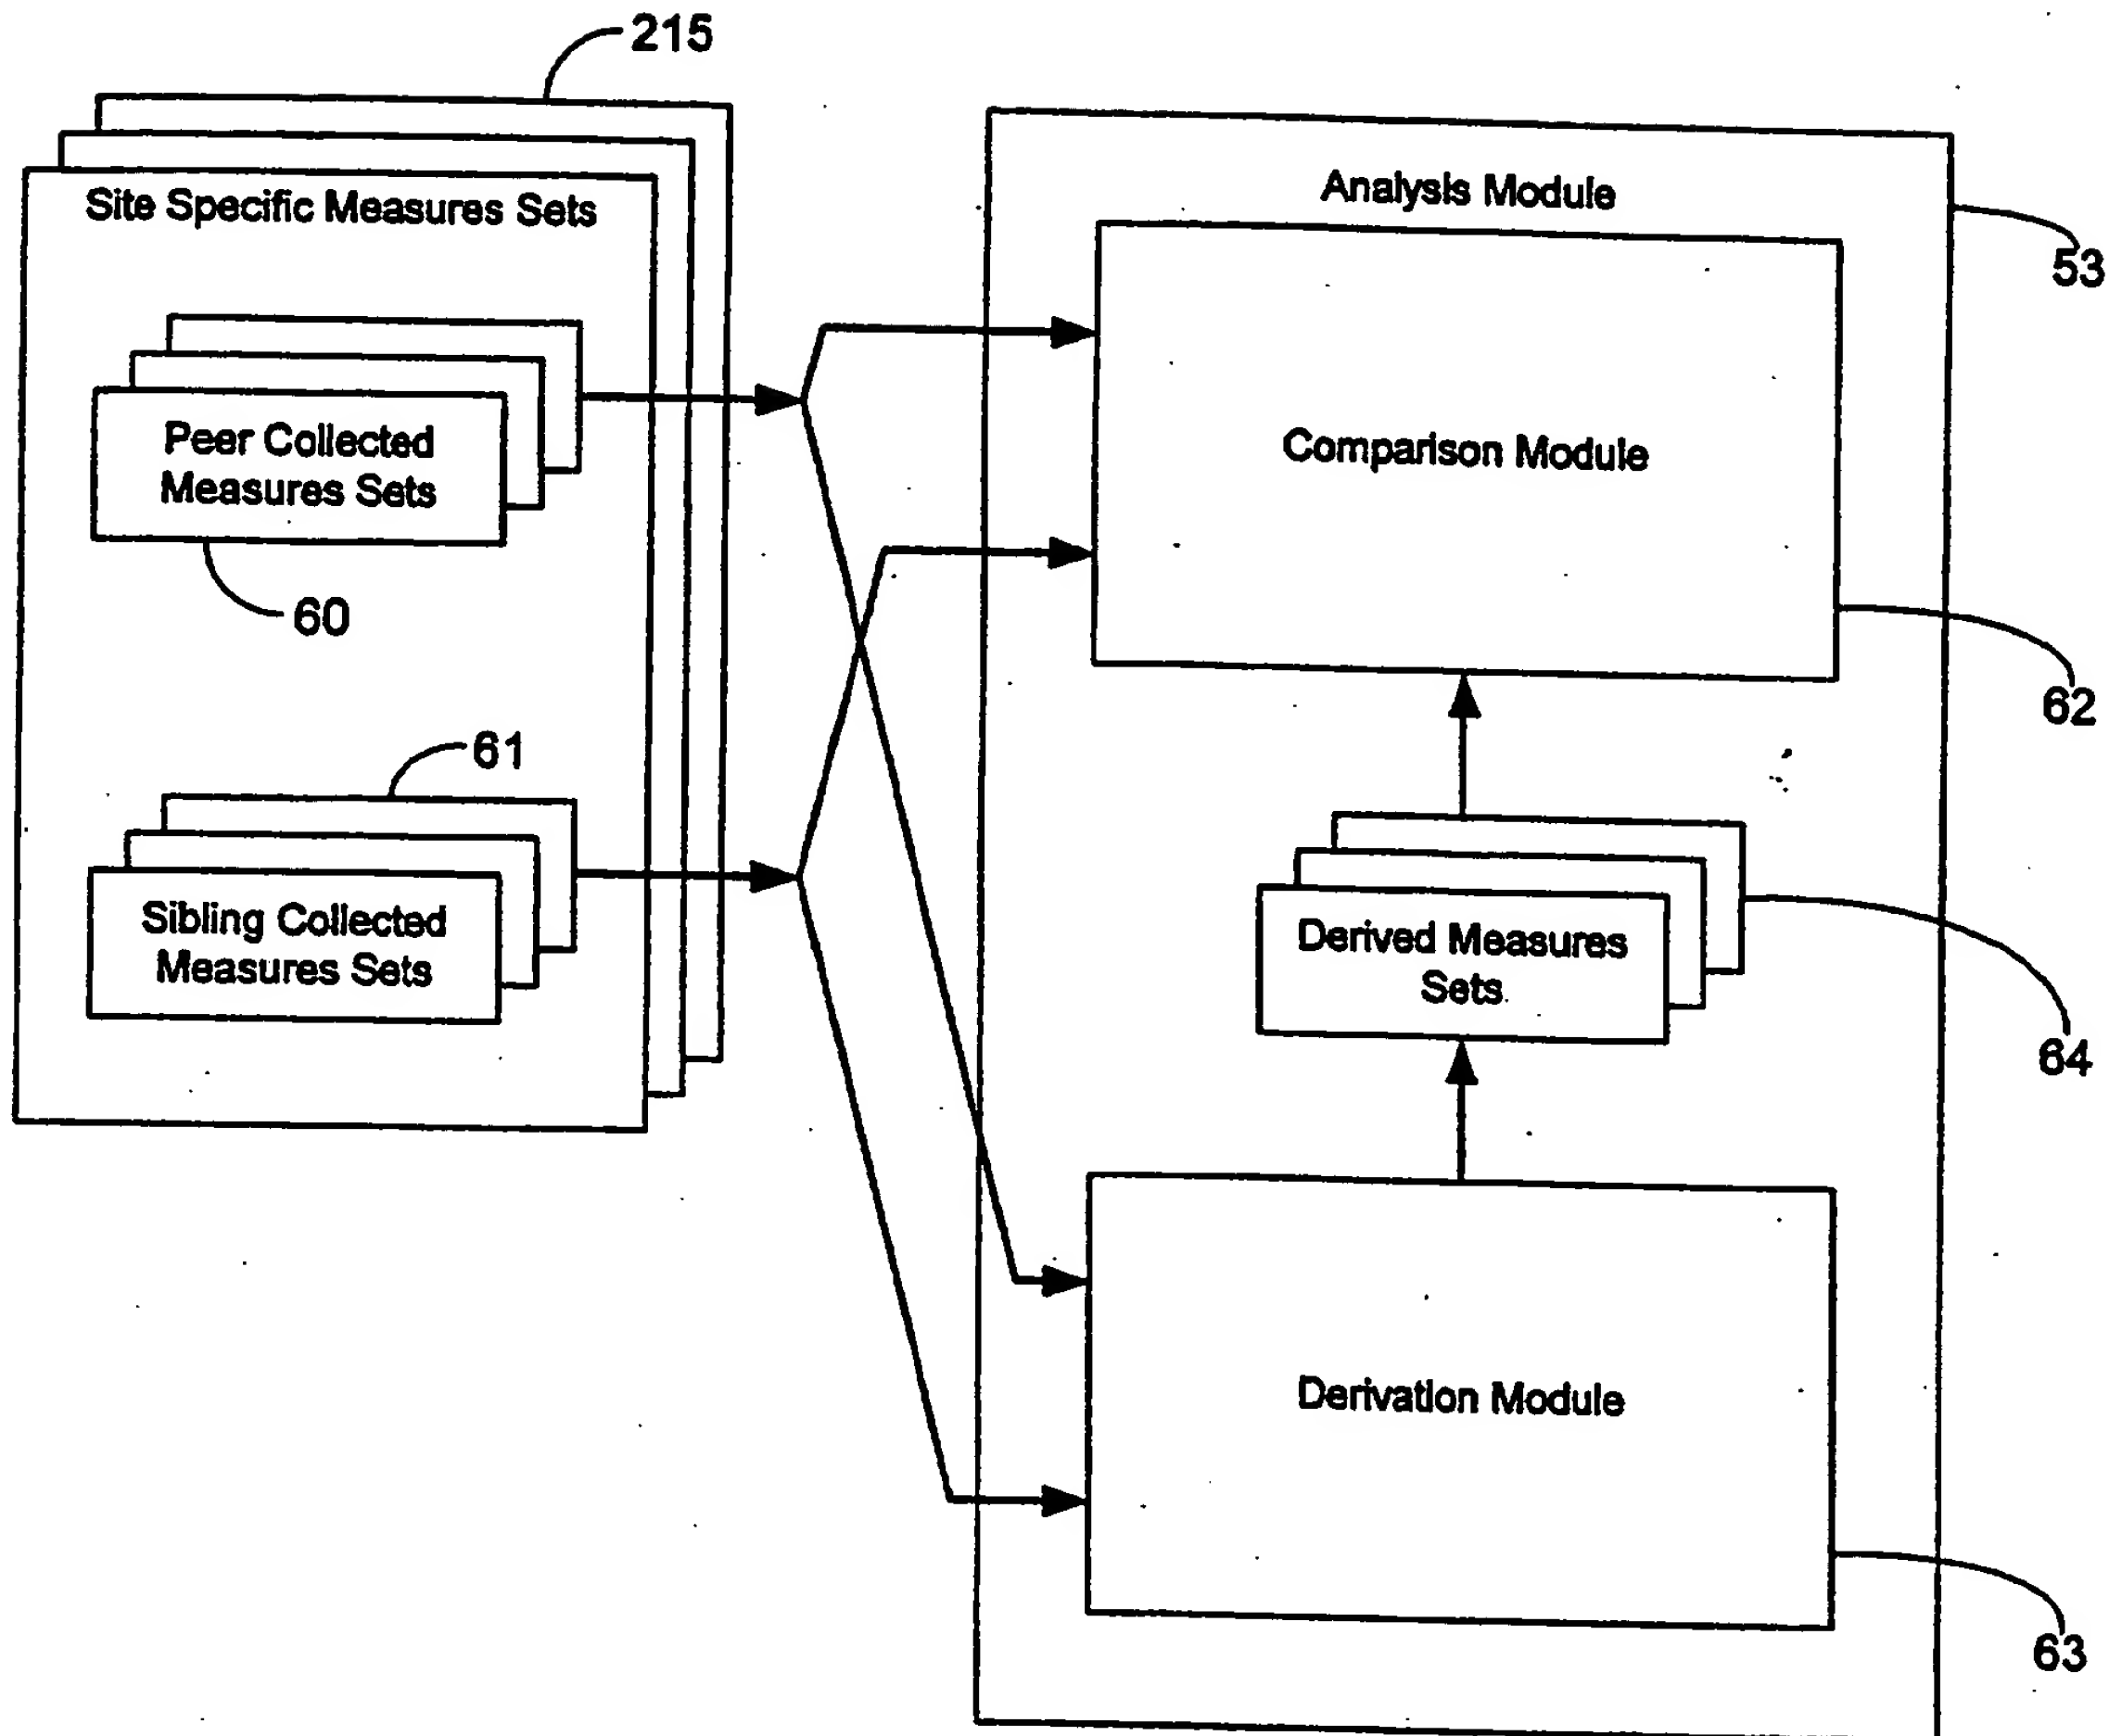 215
Site Specific Measures Sets
Peer Collected
Measures Sets
60
61
Sibling Collected
Measures Sets
Analysis Module
53
Comparison Module
62
Derived Measures
Sets
64
Derivation Module
63